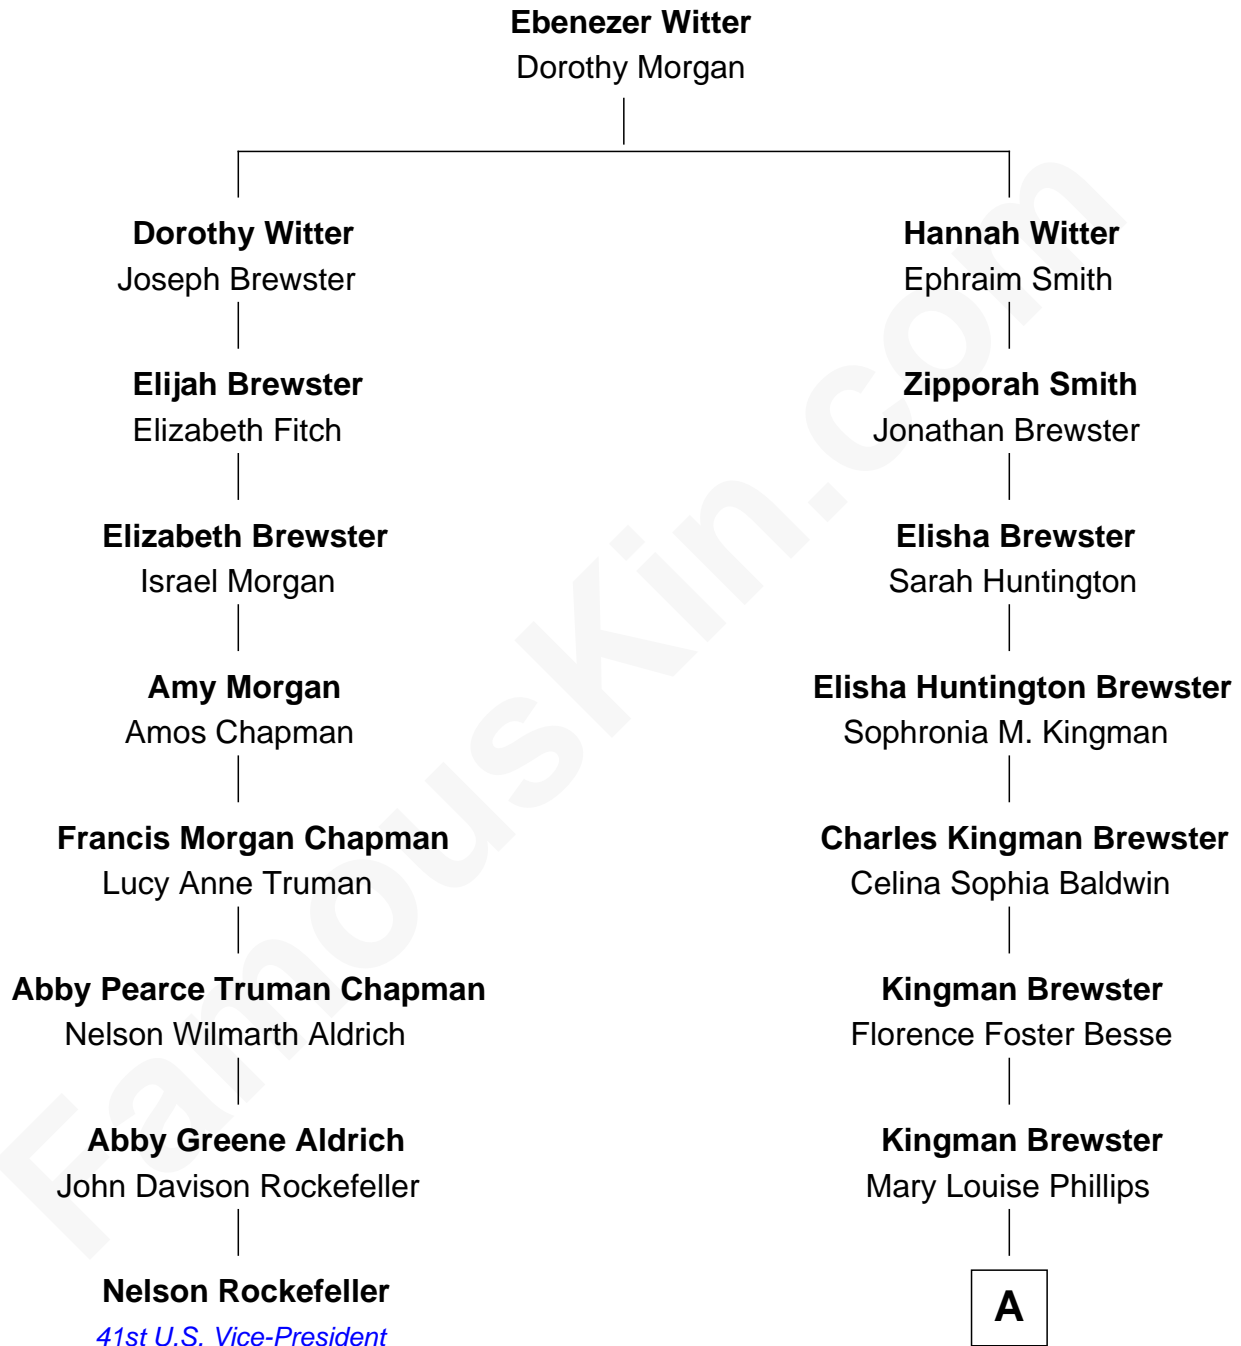 Ebenezer Witter
Dorothy Morgan
Dorothy Witter
Joseph Brewster
Hannah Witter
Ephraim Smith
Elijah Brewster
Elizabeth Fitch
Zipporah Smith
Jonathan Brewster
Elizabeth Brewster
Israel Morgan
Elisha Brewster
Sarah Huntington
Amy Morgan
Amos Chapman
Elisha Huntington Brewster
Sophronia M. Kingman
Francis Morgan Chapman
Lucy Anne Truman
Charles Kingman Brewster
Celina Sophia Baldwin
Abby Pearce Truman Chapman
Nelson Wilmarth Aldrich
Kingman Brewster
Florence Foster Besse
Abby Greene Aldrich
John Davison Rockefeller
Kingman Brewster
Mary Louise Phillips
Nelson Rockefeller
41st U.S. Vice-President
A
FamousKin.com